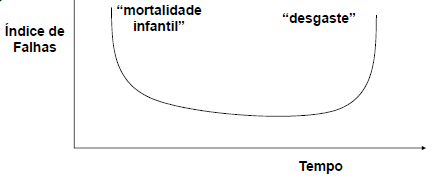 “mortalidade
infantil”
“desgaste”
Índice de
Falhas
Tempo